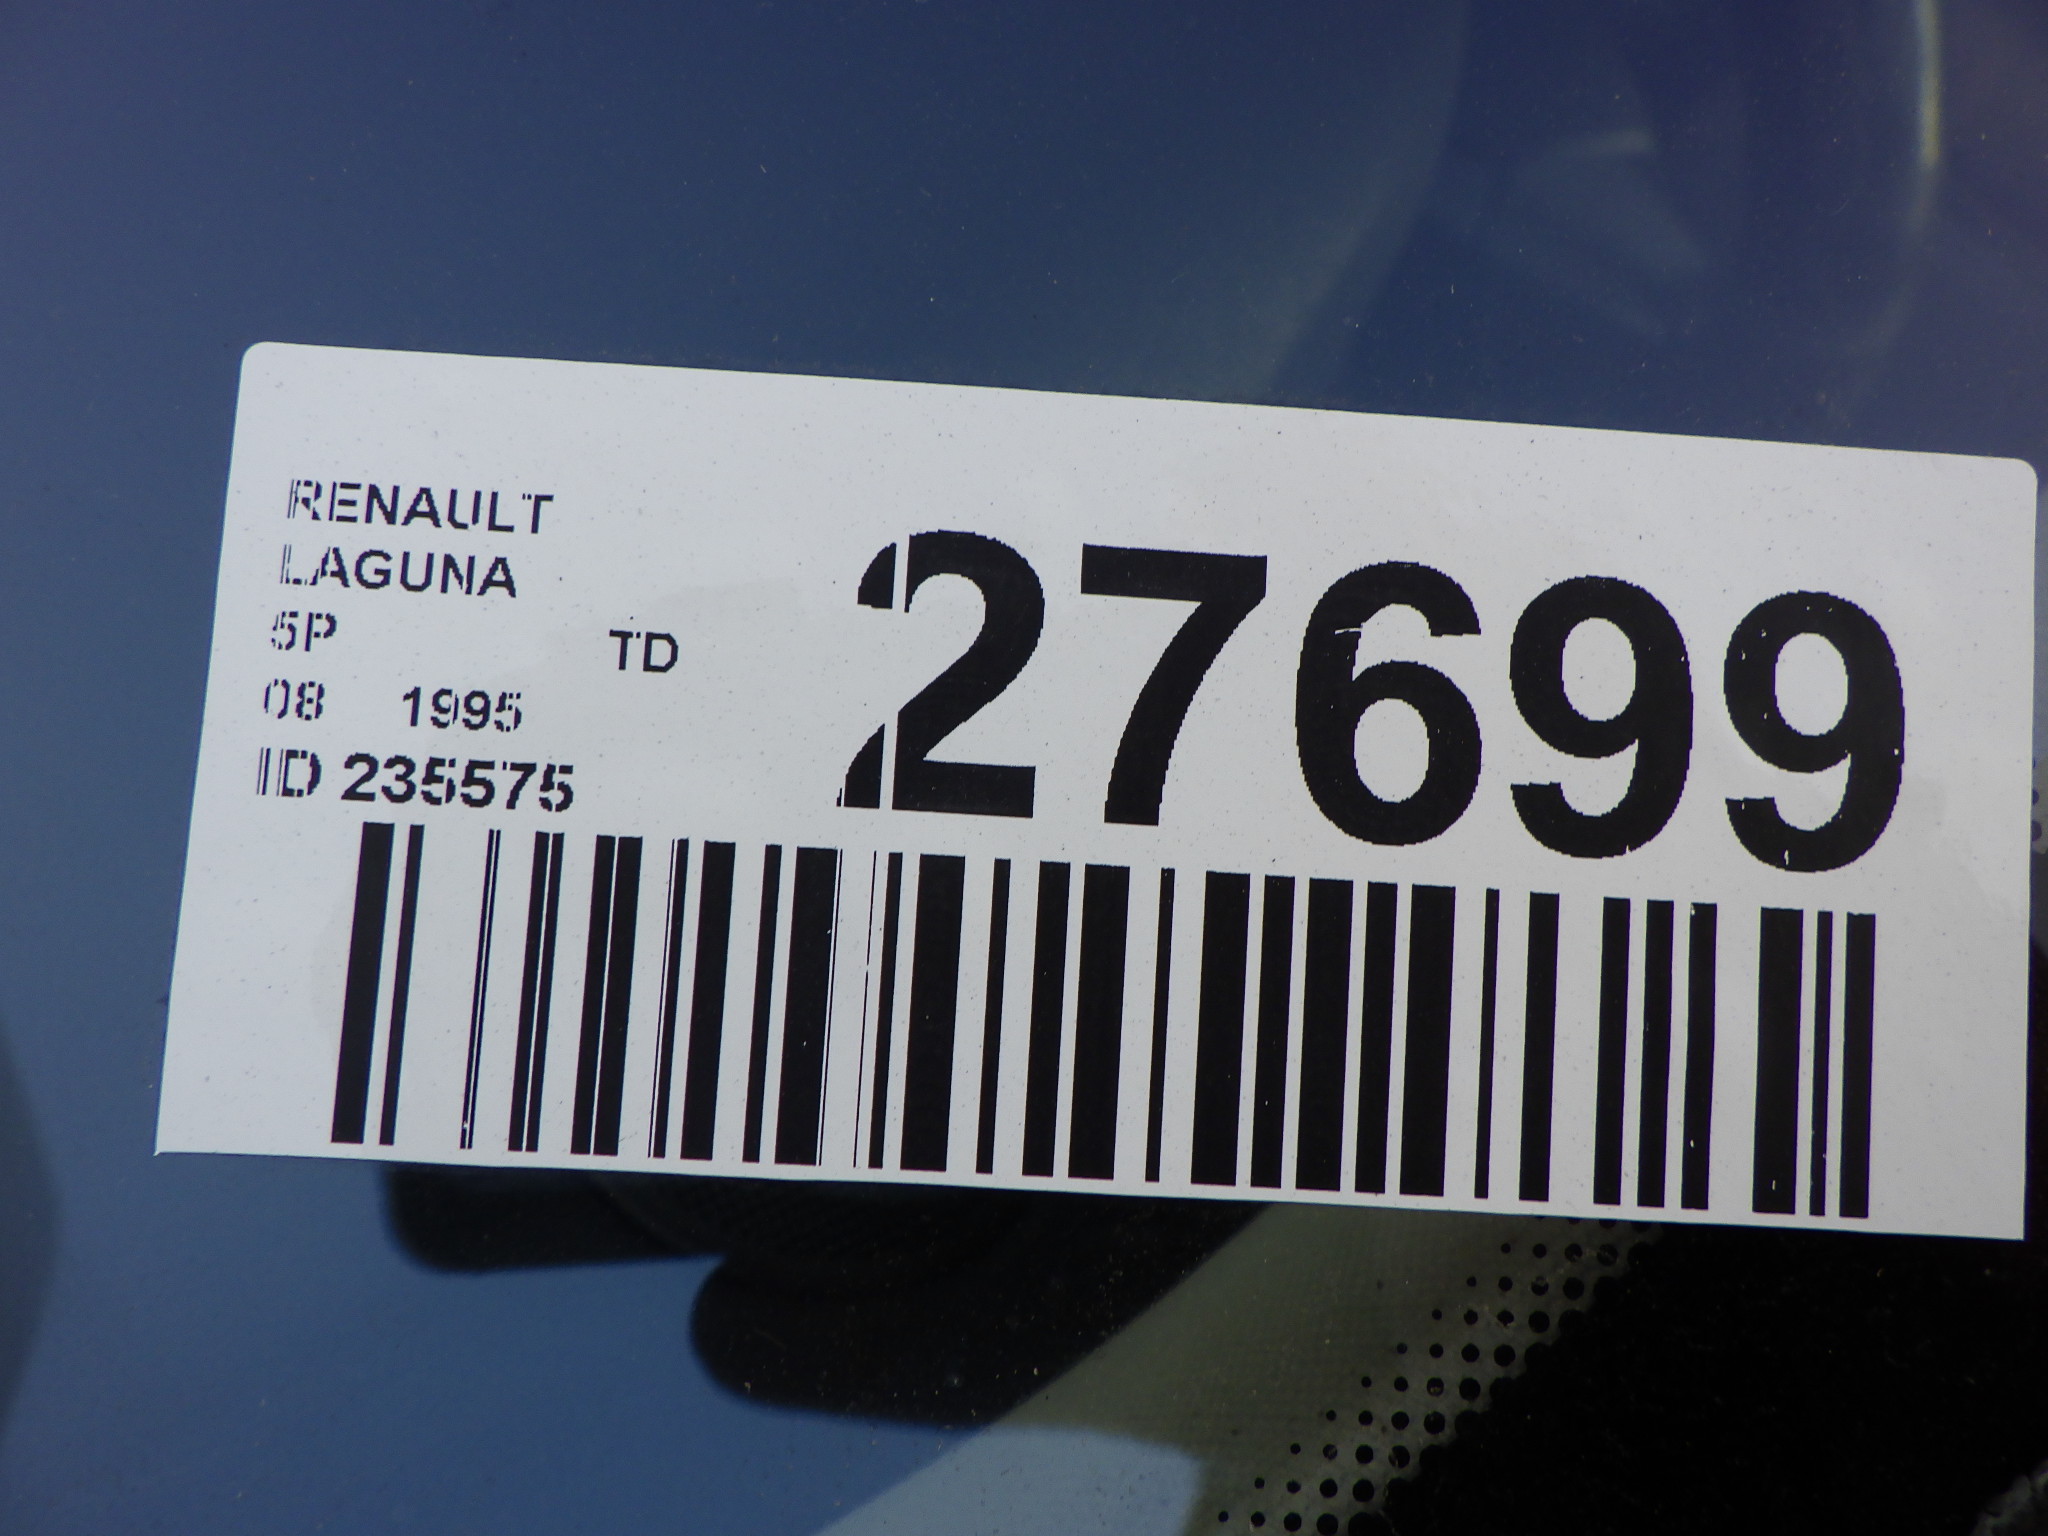 RENAULT
LAGUNA
5P TD
08 1995
ID 235575
27699